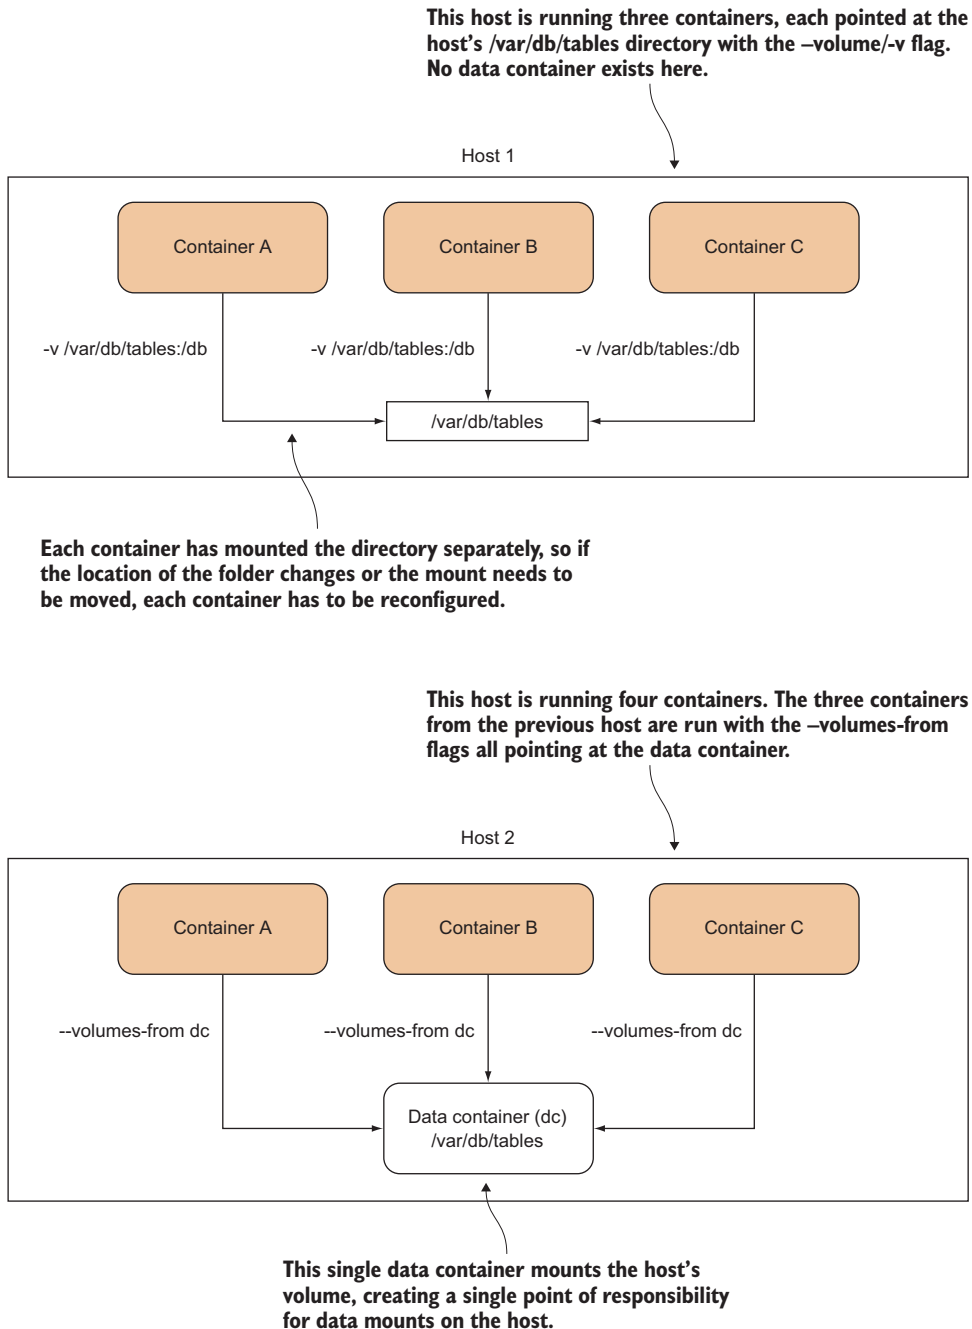 This host is running three containers, each pointed at the
host's /var/db/tables directory with the –volume/-v flag.
No data container exists here.
Host 1
Container A
Container B
Container C
-v /var/db/tables:/db
-v /var/db/tables:/db
-v /var/db/tables:/db
/var/db/tables
Each container has mounted the directory separately, so if
the location of the folder changes or the mount needs to
be moved, each container has to be reconfigured.
This host is running four containers. The three containers
from the previous host are run with the –volumes-from
flags all pointing at the data container.
Host 2
Container A
Container B
Container C
--volumes-from dc
--volumes-from dc
--volumes-from dc
Data container (dc)
/var/db/tables
This single data container mounts the host's
volume, creating a single point of responsibility
for data mounts on the host.